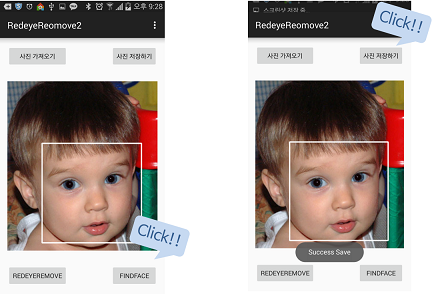 오후 9:28
RedeyeReomove2
사진 가져오기
사진 저장하기
Click!!
REDEYEREMOVE
FINDFACE
스크린샷 저장 중
Click!!
RedeyeReomove2
사진 가져오기
사진 저장하기
Success Save
REDEYEREMOVE
FINDFACE